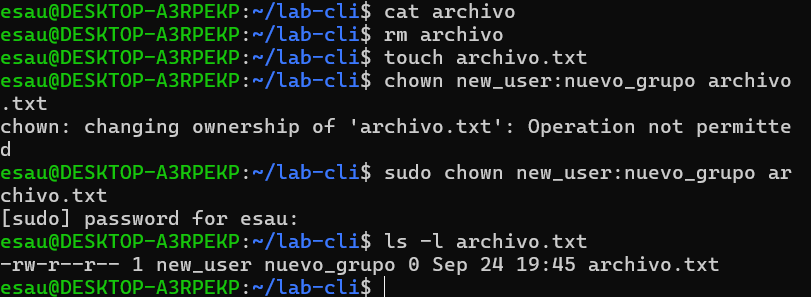 esau@DESKTOP-A3RPEKP:~/lab-cli$ cat archivo
esau@DESKTOP-A3RPEKP:~/lab-cli$ rm archivo
esau@DESKTOP-A3RPEKP:~/lab-cli$ touch archivo.txt
esau@DESKTOP-A3RPEKP:~/lab-cli$ chown new_user:nuevo_grupo archivo
.txt
chown: changing ownership of 'archivo.txt': Operation not permitte
d
esau@DESKTOP-A3RPEKP:~/lab-cli$ sudo chown new_user:nuevo_grupo ar
chivo.txt
[sudo] password for esau:
esau@DESKTOP-A3RPEKP:~/lab-cli$ ls -l archivo.txt
-rw-r--r-- 1 new_user nuevo_grupo 0 Sep 24 19:45 archivo.txt
esau@DESKTOP-A3RPEKP:~/lab-cli$